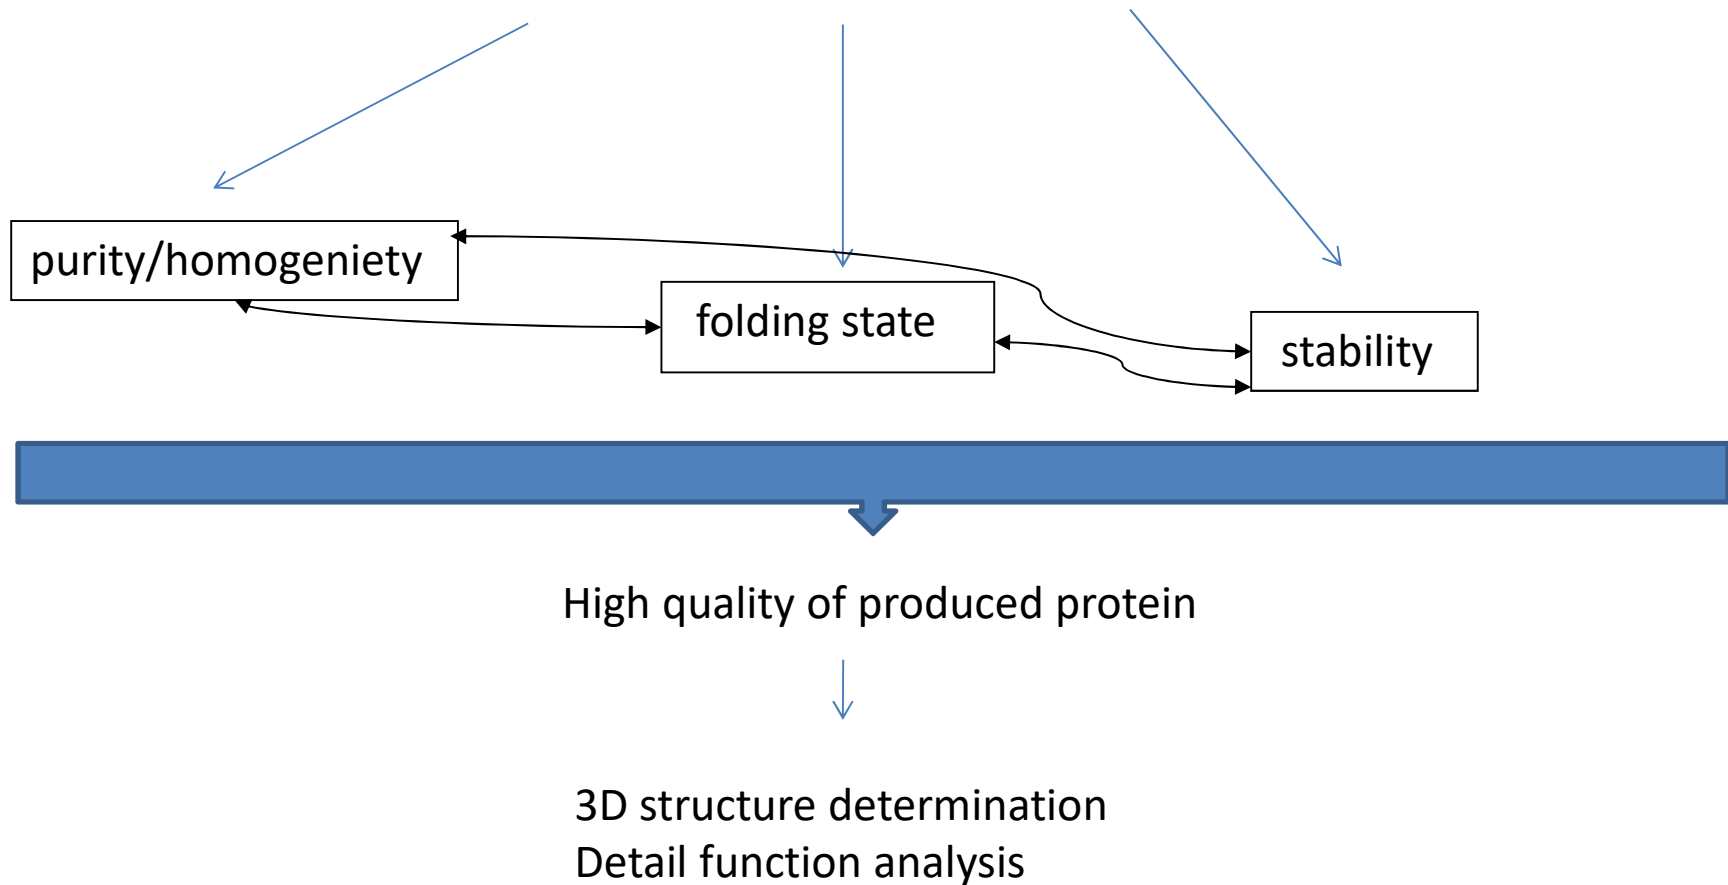 purity/homogeniety
folding state
stability
High quality of produced protein
3D structure determination
Detail function analysis